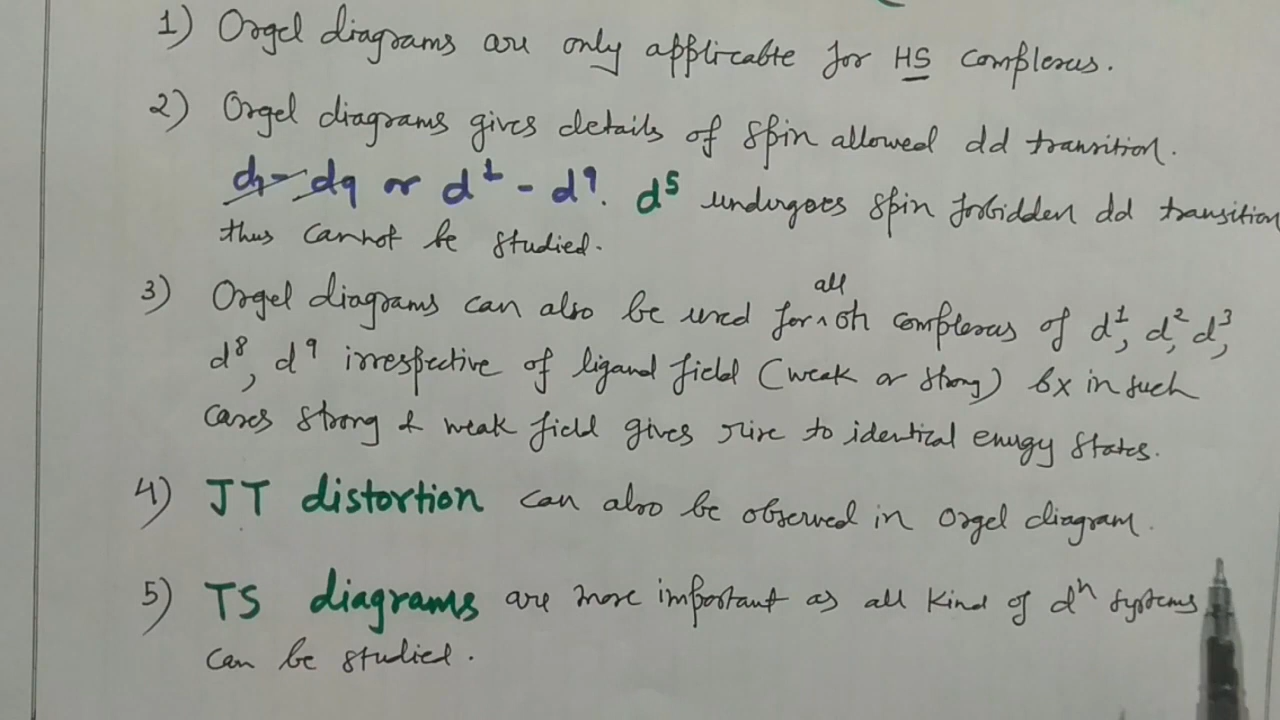 1) Orgel diagrams are only applicable for HS complexes.
2) Orgel diagrams gives details of spin allowed dd transition.
or d¹ - d⁹. d⁵ undergoes spin forbidden dd transition
thus cannot be studied.
all
3) Orgel diagrams can also be used for ^ Oh complexes of d¹, d², d³,
d⁸, d⁹ irrespective of ligand field (weak or strong) bx in such
cases strong & weak field gives rise to identical energy states.
4) JT distortion can also be observed in orgel diagram.
5) TS diagrams are more important as all kind of dⁿ systems
can be studied.